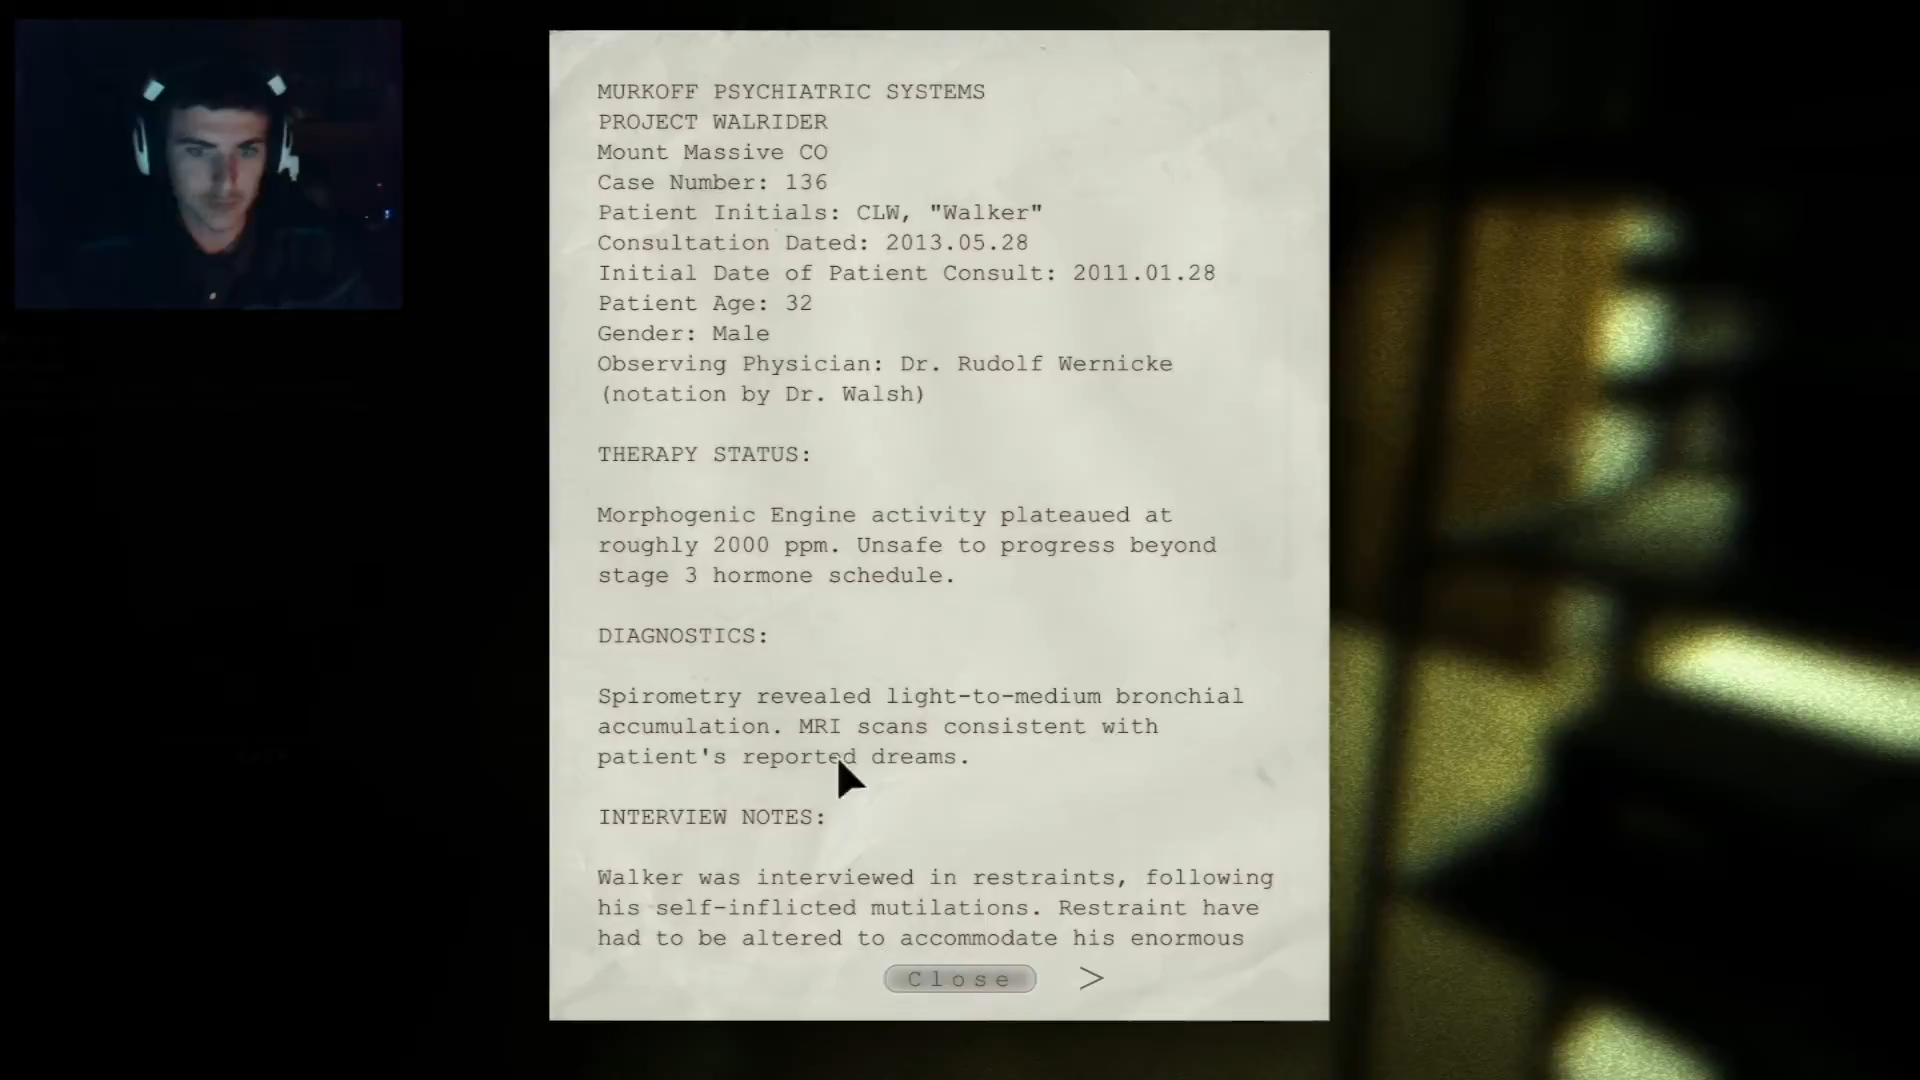 MURKOFF PSYCHIATRIC SYSTEMS
PROJECT WALRIDER
Mount Massive CO
Case Number: 136
Patient Initials: CLW, "Walker"
Consultation Dated: 2013.05.28
Initial Date of Patient Consult: 2011.01.28
Patient Age: 32
Gender: Male
Observing Physician: Dr. Rudolf Wernicke
(notation by Dr. Walsh)
THERAPY STATUS:
Morphogenic Engine activity plateaued at
roughly 2000 ppm. Unsafe to progress beyond
stage 3 hormone schedule.
DIAGNOSTICS:
Spirometry revealed light-to-medium bronchial
accumulation. MRI scans consistent with
patient's reported dreams.
INTERVIEW NOTES:
Walker was interviewed in restraints, following
his self-inflicted mutilations. Restraint have
had to be altered to accommodate his enormous
Close >